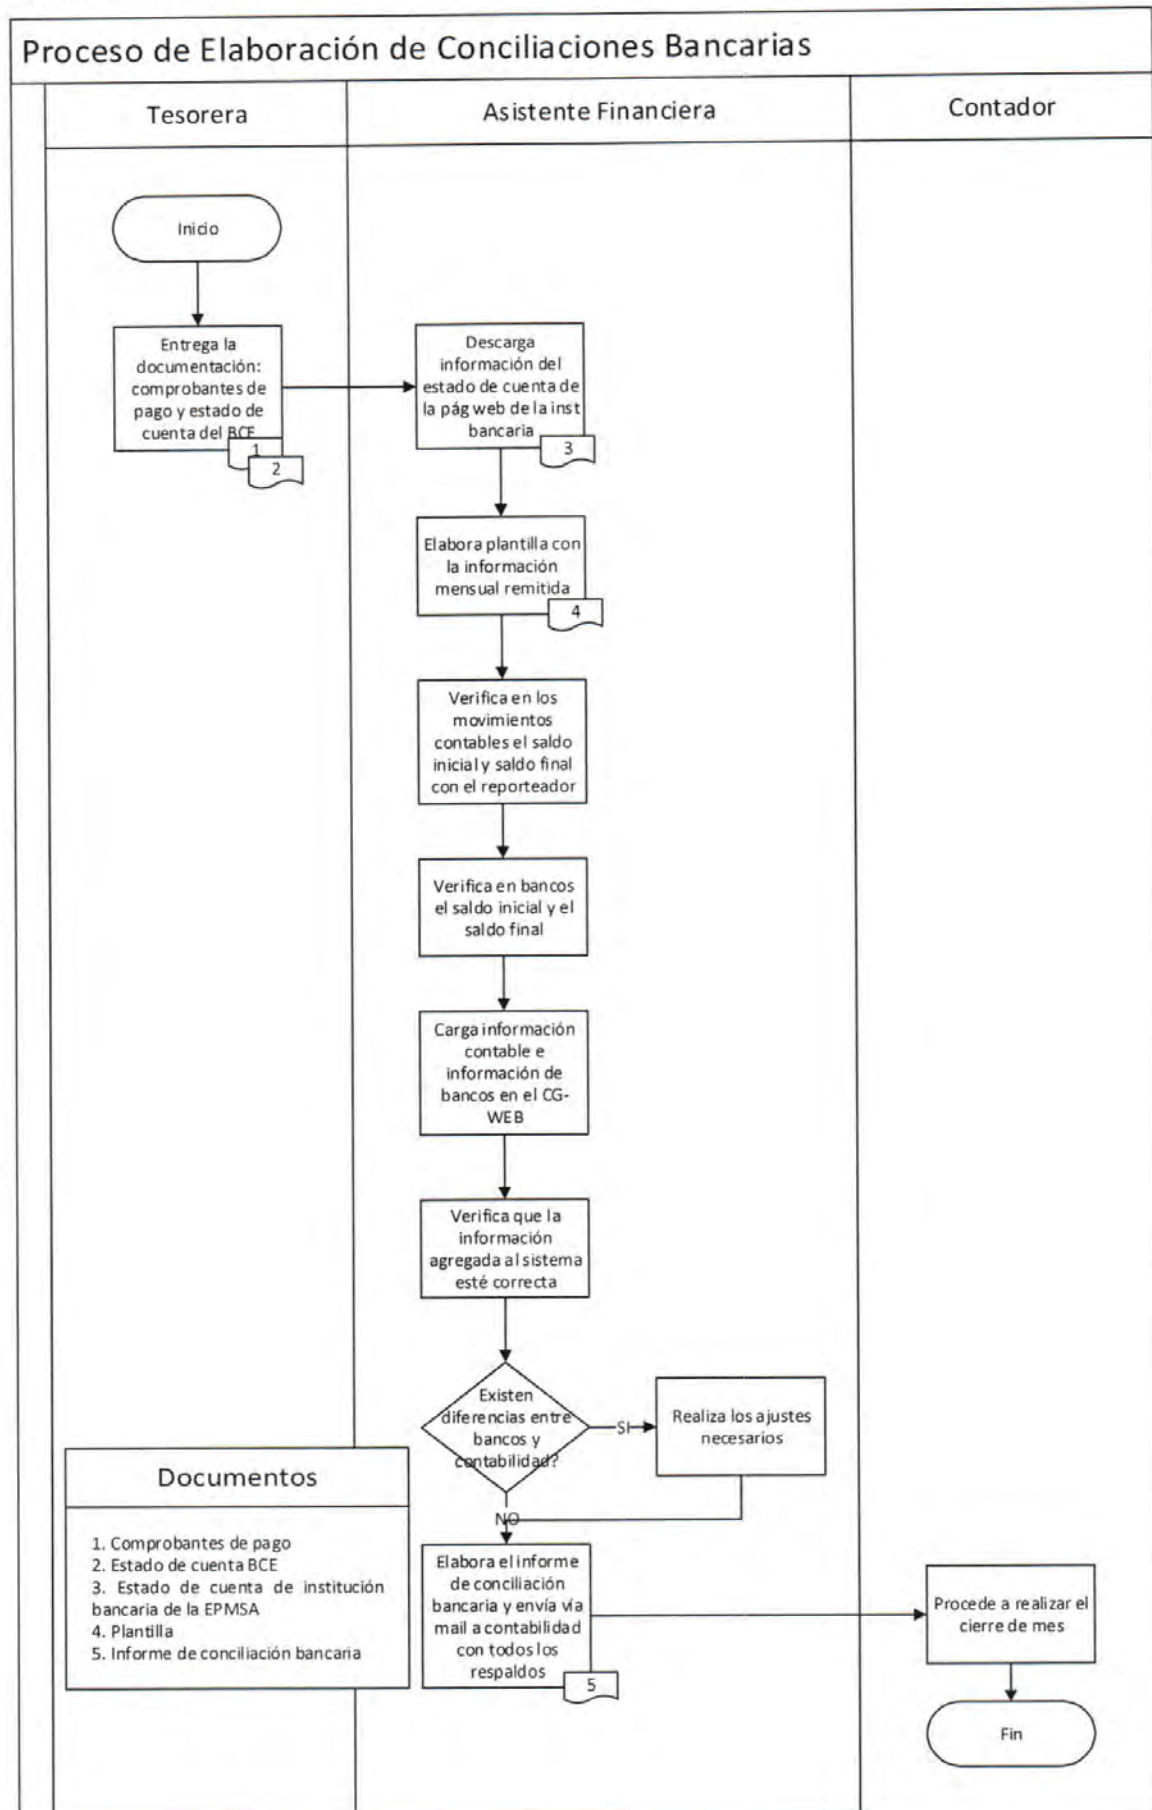 Proceso de Elaboración de Conciliaciones Bancarias
Tesorera
Asistente Financiera
Contador
Inicio
Entrega la
documentación:
comprobantes de
pago y estado de
cuenta del BCE
1
2
Descarga
información del
estado de cuenta de
la pág web de la inst
bancaria
3
Elabora plantilla con
la información
mensual remitida
4
Verifica en los
movimientos
contables el saldo
inicial y saldo final
con el reporteador
Verifica en bancos
el saldo inicial y el
saldo final
Carga información
contable e
información de
bancos en el CG-
WEB
Verifica que la
información
agregada al sistema
esté correcta
Existen
diferencias entre
bancos y
contabilidad?
SI
Realiza los ajustes
necesarios
NO
Elabora el informe
de conciliación
bancaria y envía vía
mail a contabilidad
con todos los
respaldos
5
Procede a realizar el
cierre de mes
Fin
Documentos
1. Comprobantes de pago
2. Estado de cuenta BCE
3. Estado de cuenta de institución
bancaria de la EPMSA
4. Plantilla
5. Informe de conciliación bancaria